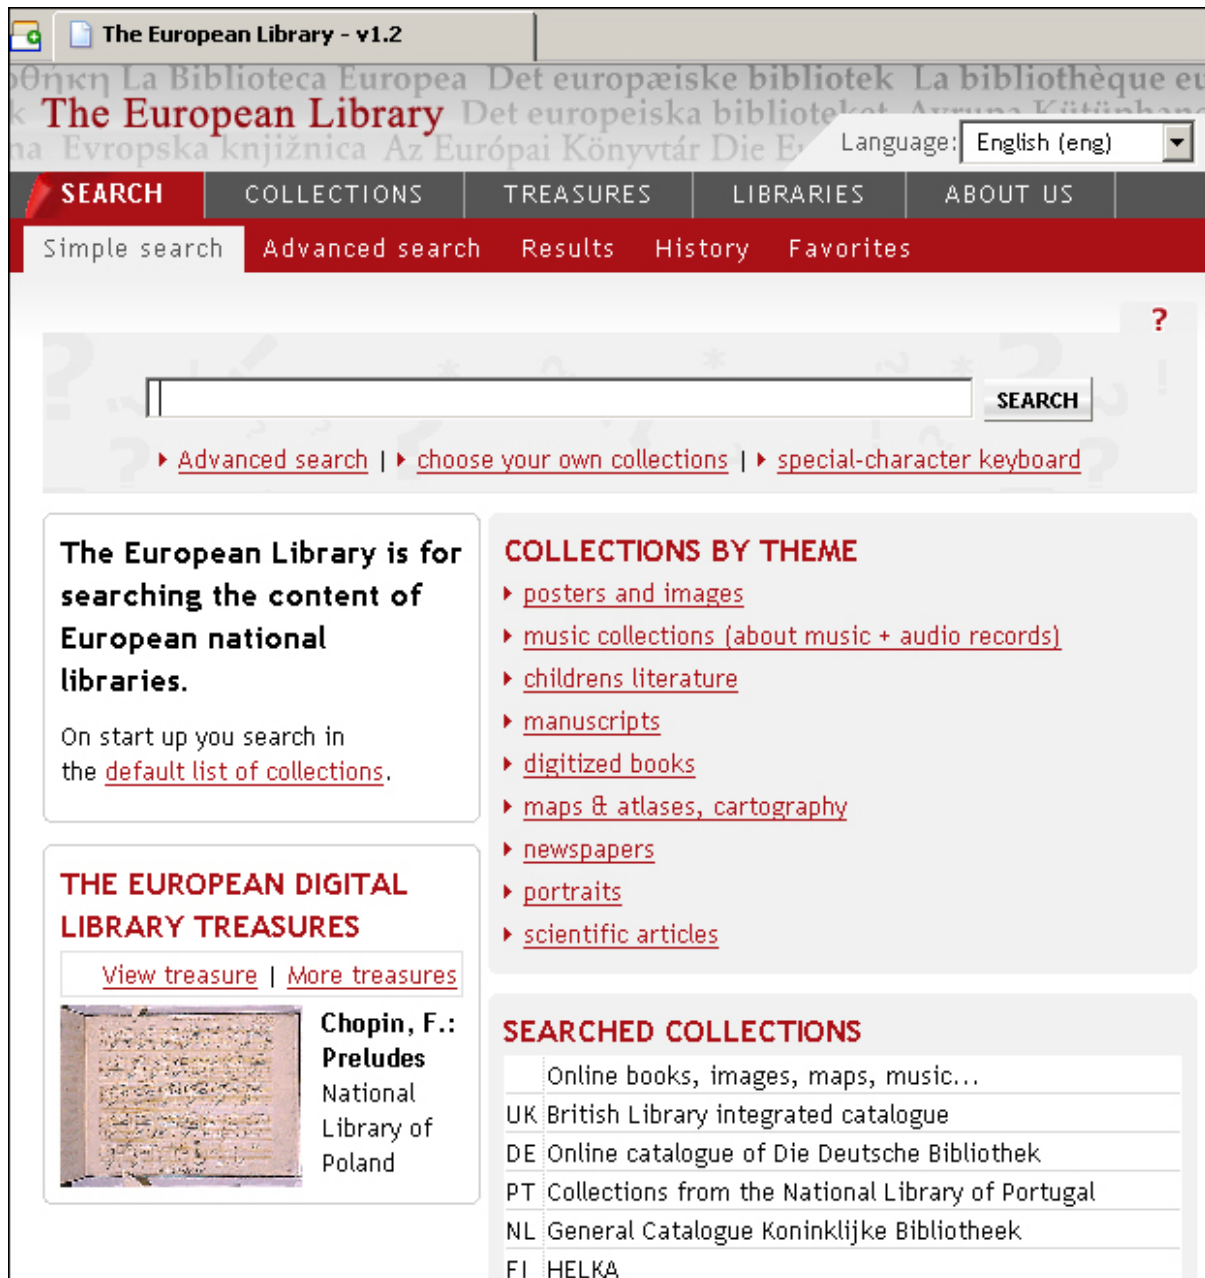 The European Library - v1.2
La Biblioteca Europea Det europæiske bibliotek La bibliothèque
The European Library Det europeiska biblioteket Avrupa
Evropska knjižnica Az Európai Könyvtár Die
Language: English (eng)
SEARCH COLLECTIONS TREASURES LIBRARIES ABOUT US
Simple search Advanced search Results History Favorites
?
SEARCH
Advanced search | choose your own collections | special-character keyboard
The European Library is for
searching the content of
European national
libraries.
On start up you search in
the default list of collections.
THE EUROPEAN DIGITAL
LIBRARY TREASURES
View treasure | More treasures
Chopin, F.:
Preludes
National
Library of
Poland
COLLECTIONS BY THEME
posters and images
music collections (about music + audio records)
childrens literature
manuscripts
digitized books
maps & atlases, cartography
newspapers
portraits
scientific articles
SEARCHED COLLECTIONS
Online books, images, maps, music...
UK British Library integrated catalogue
DE Online catalogue of Die Deutsche Bibliothek
PT Collections from the National Library of Portugal
NL General Catalogue Koninklijke Bibliotheek
FI HELKA